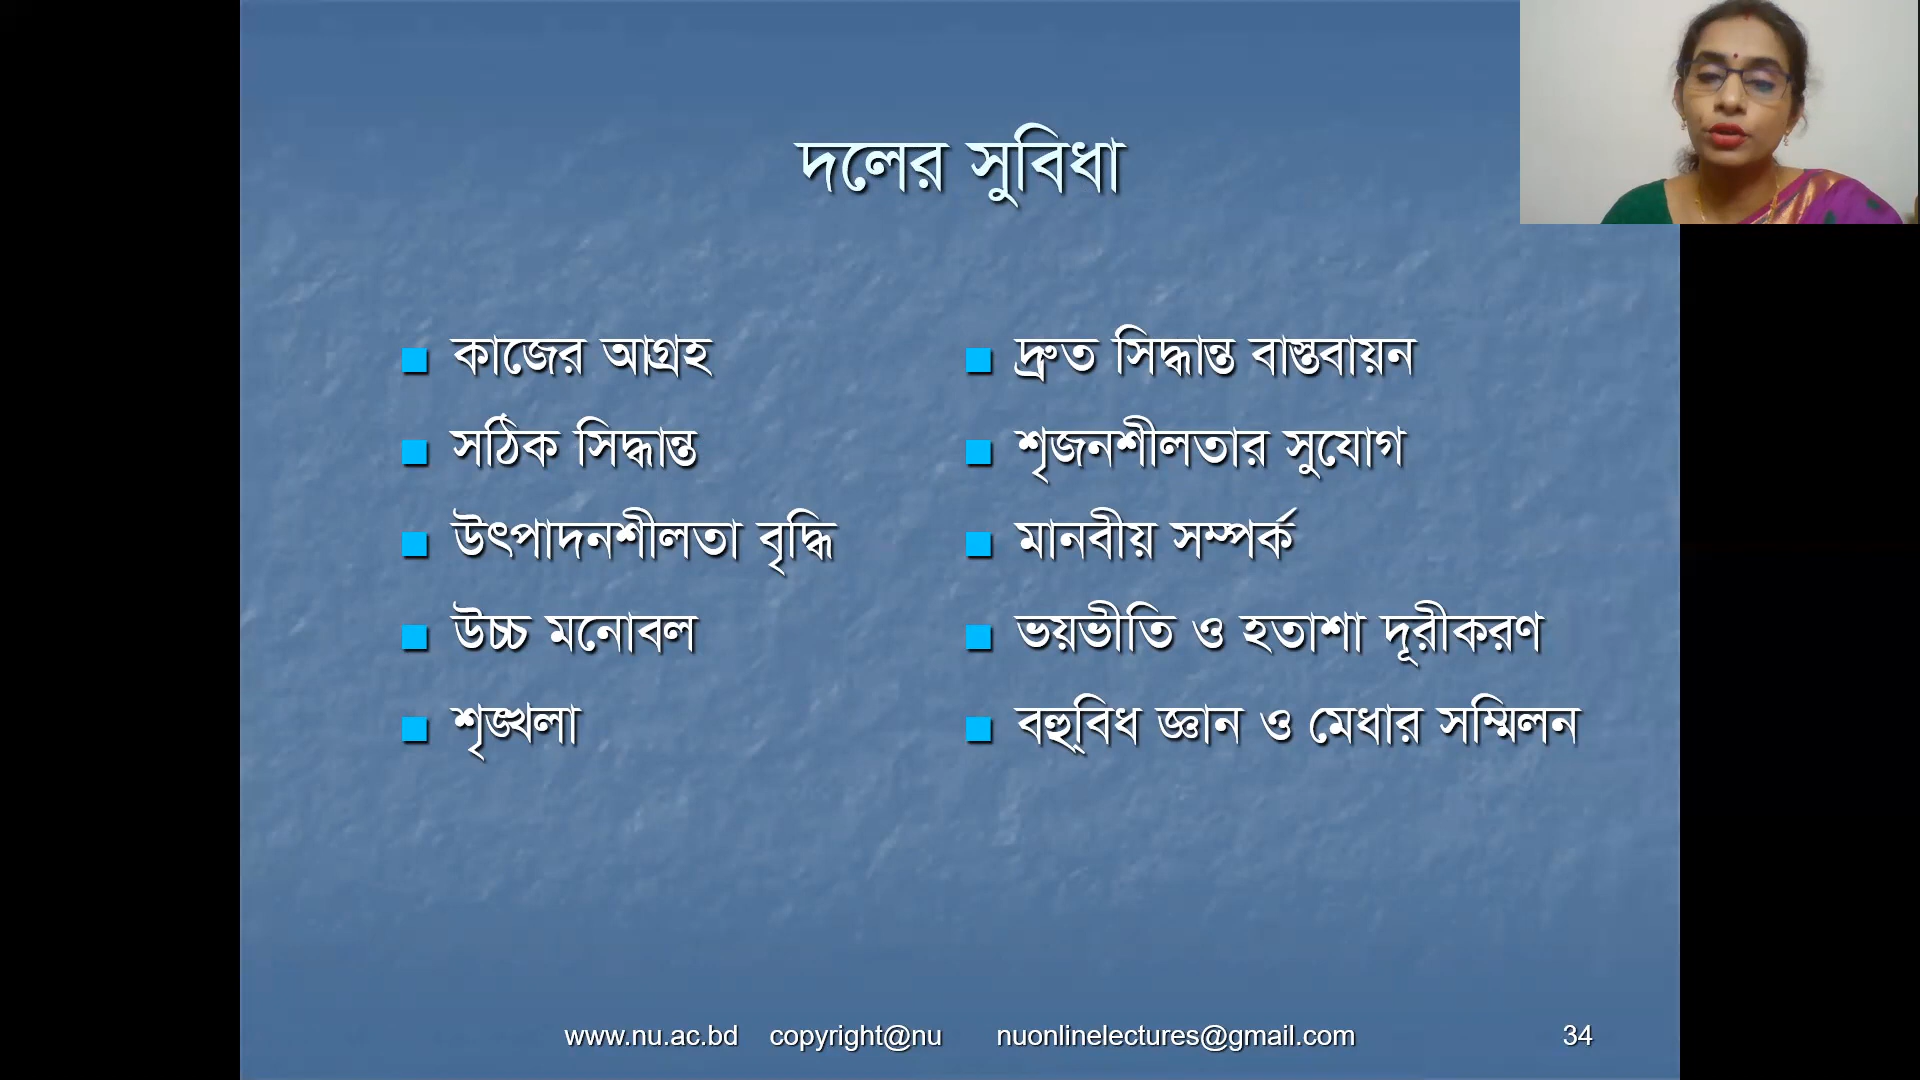 দলের সুবিধা
কাজের আগ্রহ
সঠিক সিদ্ধান্ত
উৎপাদনশীলতা বৃদ্ধি
উচ্চ মনোবল
শৃঙ্খলা
দ্রুত সিদ্ধান্ত বাস্তবায়ন
শৃজনশীলতার সুযোগ
মানবীয় সম্পর্ক
ভয়ভীতি ও হতাশা দূরীকরণ
বহুবিধ জ্ঞান ও মেধার সম্মিলন
www.nu.ac.bd copyright@nu nuonlinelectures@gmail.com 34